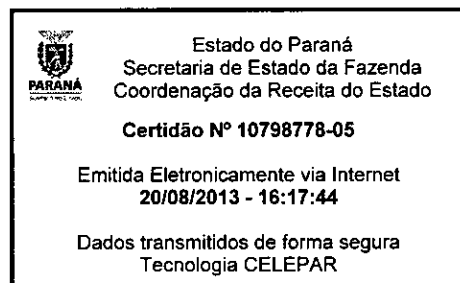 Estado do Paraná
Secretaria de Estado da Fazenda
PARANÁ
Coordenação da Receita do Estado
Certidão Nº 10798778-05
Emitida Eletronicamente via Internet
20/08/2013 - 16:17:44
Dados transmitidos de forma segura
Tecnologia CELEPAR